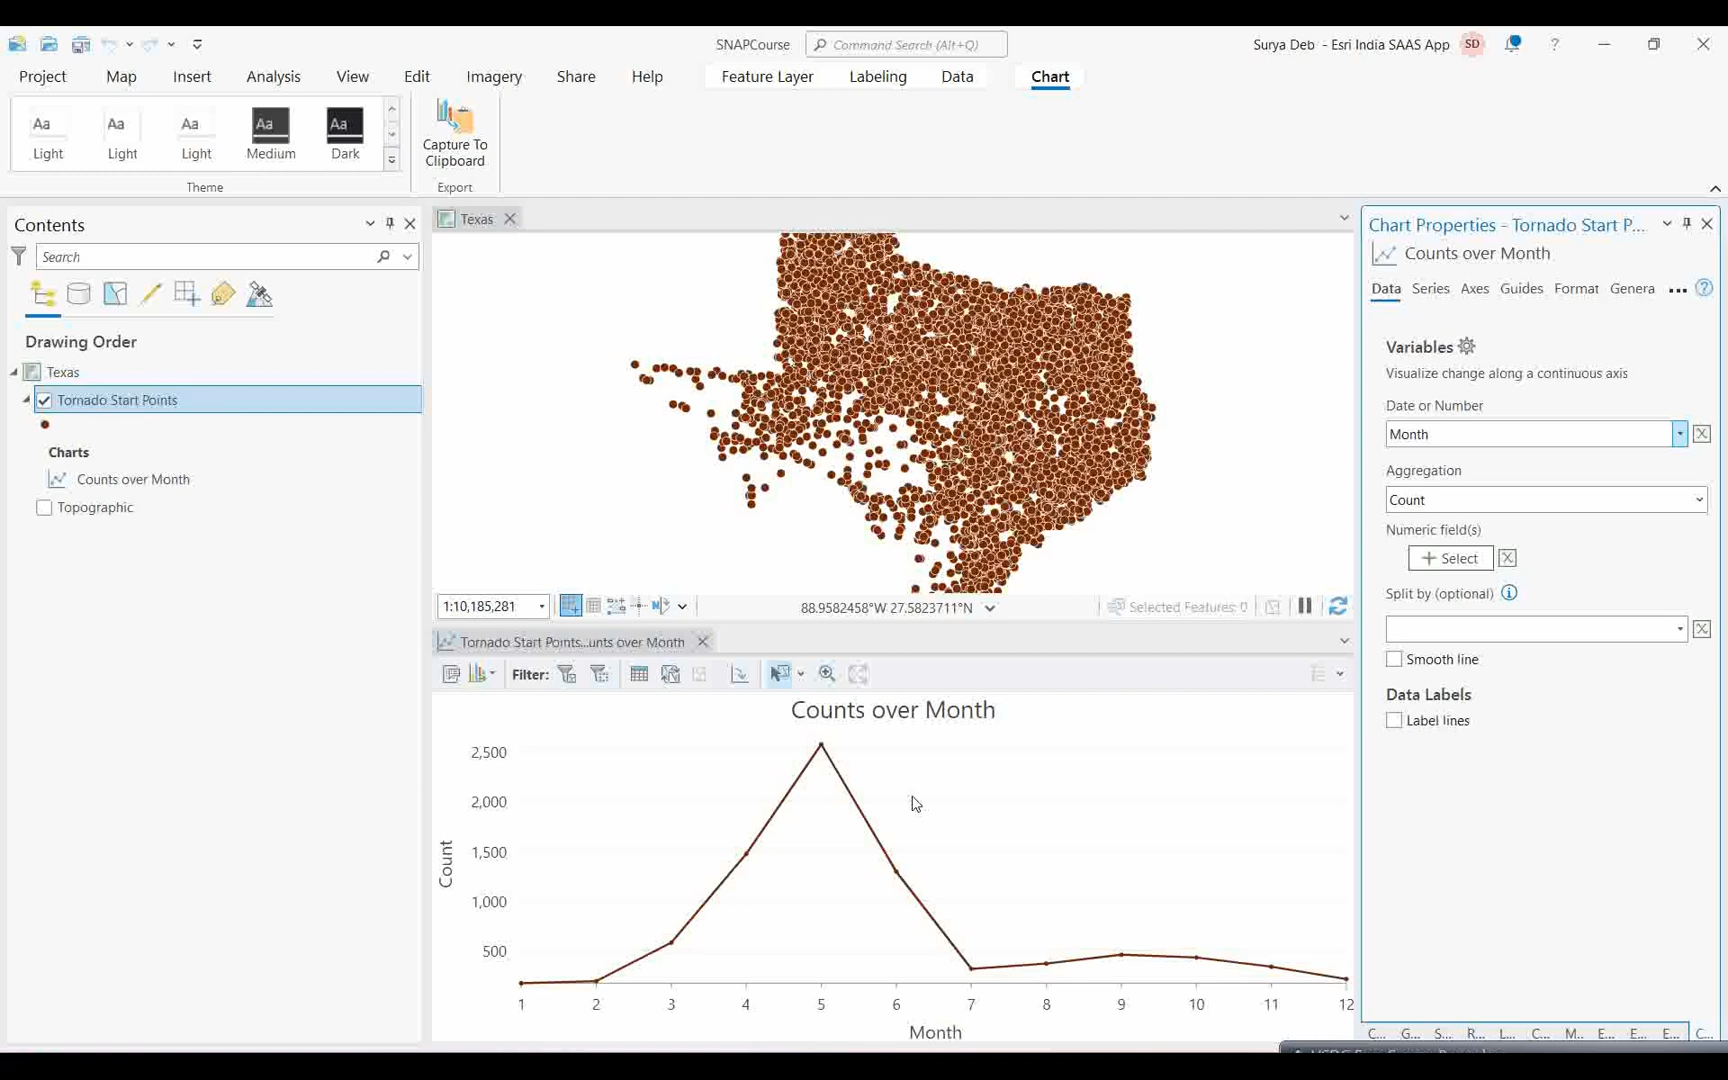 SNAPCourse
Command Search (Alt+Q)
Surya Deb - Esri India SAAS App
SD
?
Project
Map
Insert
Analysis
View
Edit
Imagery
Share
Help
Feature Layer
Labeling
Data
Chart
Aa
Aa
Aa
Aa
Aa
Light
Light
Light
Medium
Dark
Theme
Capture To
Clipboard
Export
Contents
Search
Drawing Order
Texas
Tornado Start Points
Charts
Counts over Month
Topographic
Texas
1:10,185,281
88.9582458°W 27.5823711°N
Selected Features: 0
Tornado Start Points...unts over Month
Filter:
Counts over Month
2,500
2,000
1,500
1,000
500
Count
1 2 3 4 5 6 7 8 9 10 11 12
Month
Chart Properties - Tornado Start P...
Counts over Month
Data Series Axes Guides Format Genera ... ?
Variables
Visualize change along a continuous axis
Date or Number
Month
Aggregation
Count
Numeric field(s)
+ Select
Split by (optional)
Smooth line
Data Labels
Label lines
C... G... S... R... L... C... M... E... E... E... C...